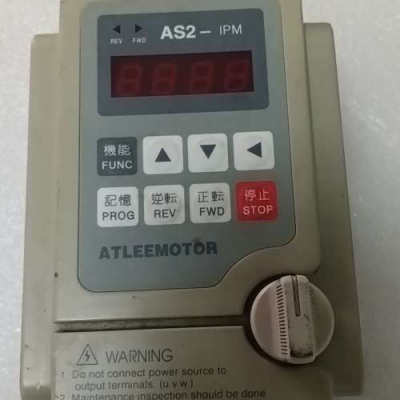 ◀ ▶ AS2- IPM
REV FWD
8888
機能
FUNC
▲ ▼ ◀
記憶 逆転 正転 停止
PROG REV FWD STOP
ATLEEMOTOR
WARNING
1. Do not connect power source to
output terminals. (u v w)
2. Maintenance inspection should be done